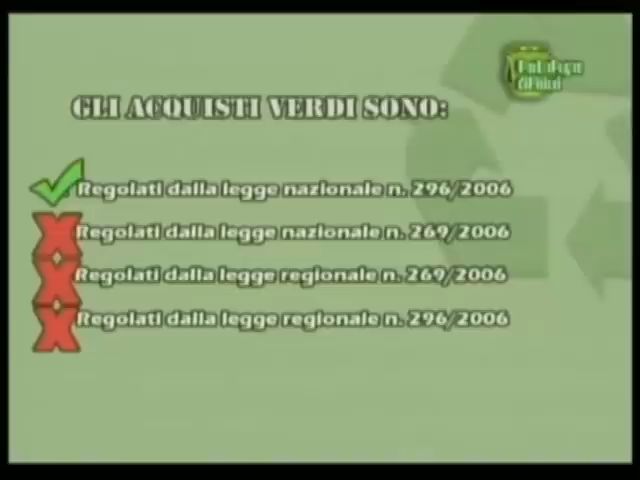 GLI ACQUISTI VERDI SONO:
Regolati dalla legge nazionale n. 296/2006
Regolati dalla legge nazionale n. 269/2006
Regolati dalla legge regionale n. 269/2006
Regolati dalla legge regionale n. 296/2006